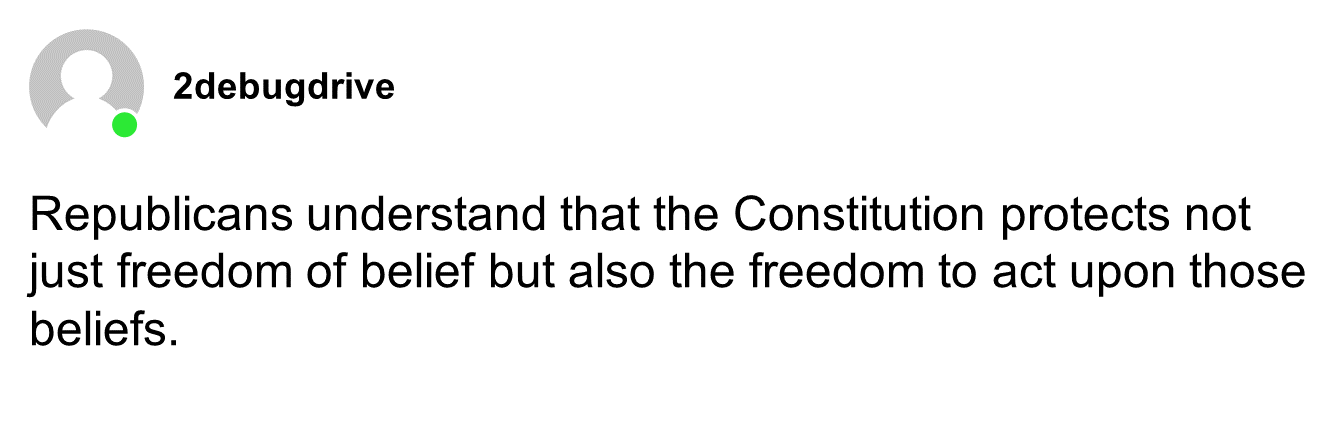 2debugdrive
Republicans understand that the Constitution protects not
just freedom of belief but also the freedom to act upon those
beliefs.